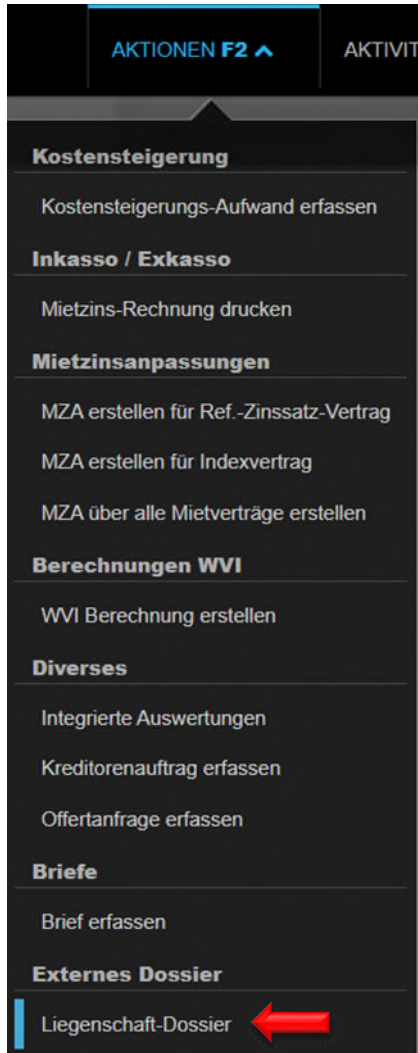 AKTIONEN F2 AKTIVIT
Kostensteigerung
Kostensteigerungs-Aufwand erfassen
Inkasso / Exkasso
Mietzins-Rechnung drucken
Mietzinsanpassungen
MZA erstellen für Ref.-Zinssatz-Vertrag
MZA erstellen für Indexvertrag
MZA über alle Mietverträge erstellen
Berechnungen WVI
WVI Berechnung erstellen
Diverses
Integrierte Auswertungen
Kreditorenauftrag erfassen
Offertanfrage erfassen
Briefe
Brief erfassen
Externes Dossier
Liegenschaft-Dossier